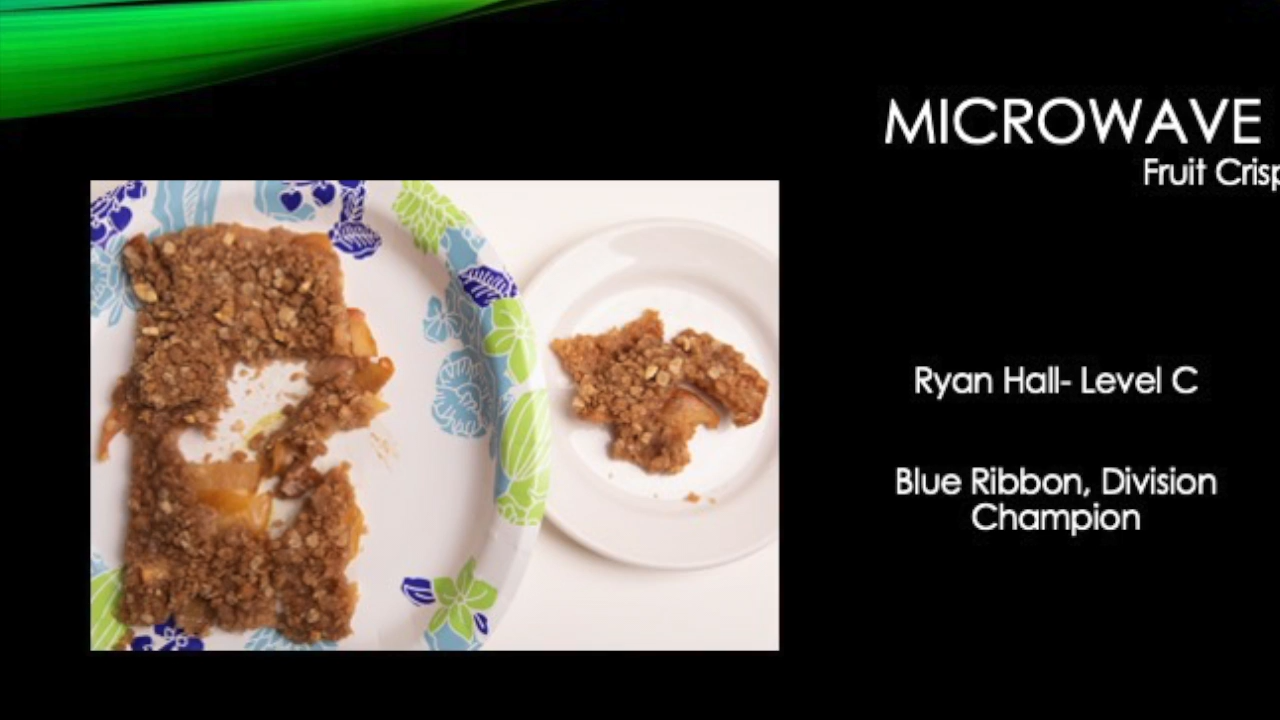 MICROWAVE
Fruit Crisp
Ryan Hall- Level C
Blue Ribbon, Division
Champion